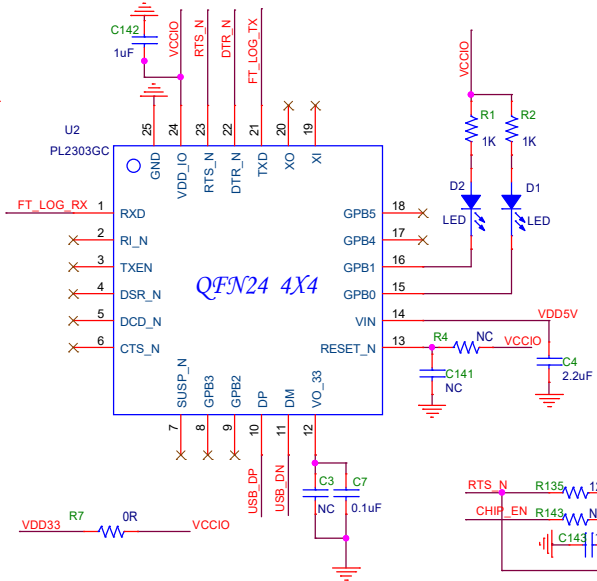 C142
1uF
VCCIO
RTS_N
DTR_N
FT_LOG_TX
VCCIO
R1
1K
R2
1K
U2
PL2303GC
25
24
23
22
21
20
19
GND
VDD_IO
RTS_N
DTR_N
TXD
XO
XI
D2
LED
D1
LED
FT_LOG_RX
1
RXD
2
RI_N
3
TXEN
4
DSR_N
5
DCD_N
6
CTS_N
QFN24 4X4
GPB5
18
GPB4
17
GPB1
16
GPB0
15
VIN
14
RESET_N
13
VDD5V
R4
NC
VCCIO
C141
NC
C4
2.2uF
SUSP_N
GPB3
GPB2
DP
DM
VO_33
7
8
9
10
11
12
USB_DP
USB_DN
C3
NC
C7
0.1uF
VDD33
R7
0R
VCCIO
RTS_N
R135
CHIP_EN
R143
N
C143